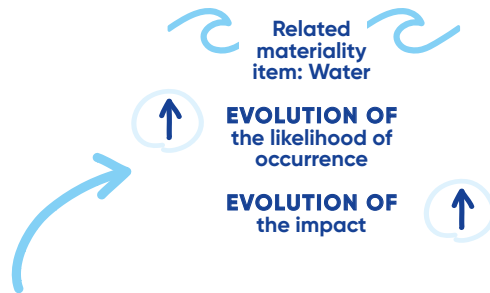 Related
materiality
item: Water
EVOLUTION OF
the likelihood of
occurrence
EVOLUTION OF
the impact